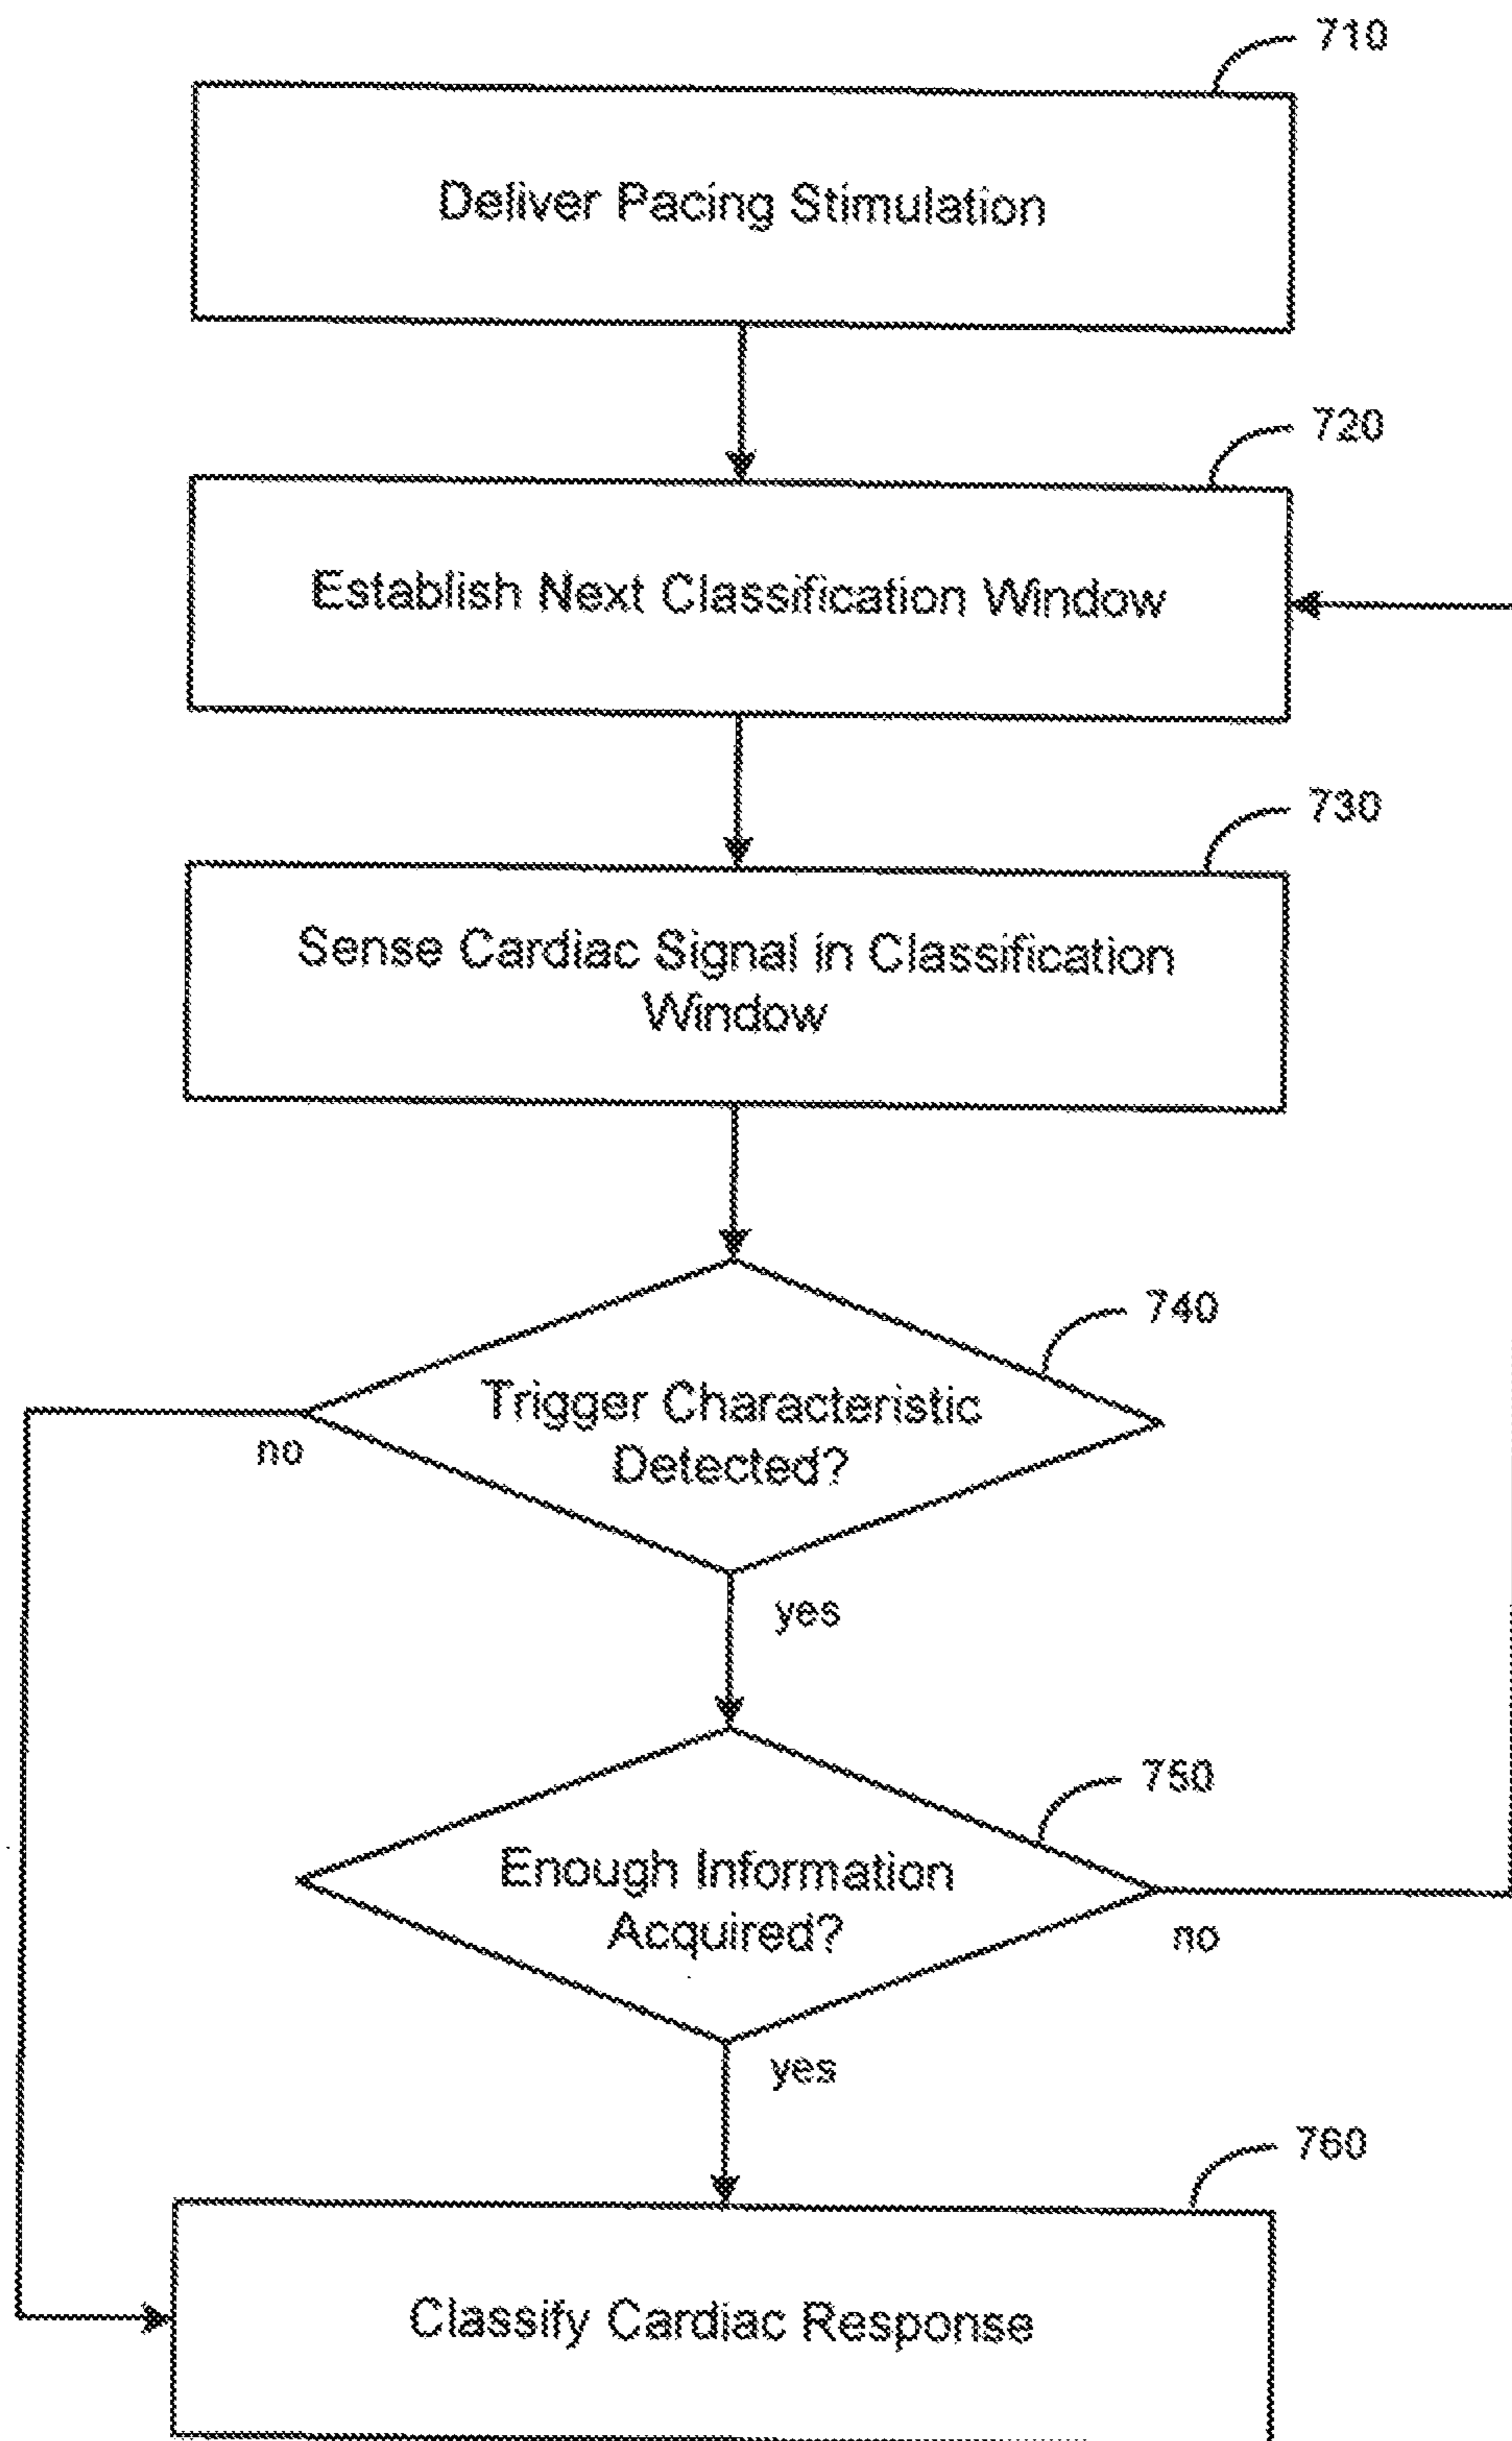 710
Deliver Pacing Stimulation
720
Establish Next Classification Window
730
Sense Cardiac Signal in Classification
Window
740
Trigger Characteristic
Detected?
no
yes
750
Enough Information
Acquired?
no
yes
760
Classify Cardiac Response